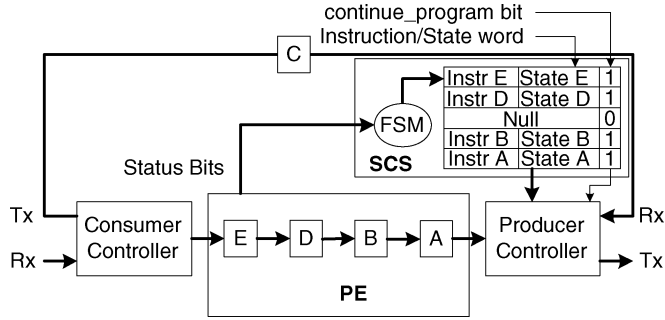 continue_program bit
Instruction/State word
C
Instr E State E 1
Instr D State D 1
Null 0
Instr B State B 1
Instr A State A 1
FSM
SCS
Status Bits
Tx
Rx
Consumer
Controller
E D B A
PE
Producer
Controller
Rx
Tx